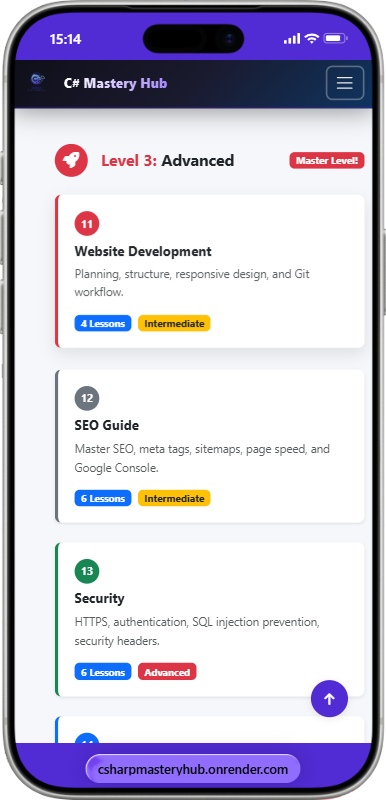 15:14
C# Mastery Hub
Level 3: Advanced
Master Level!
11
Website Development
Planning, structure, responsive design, and Git
workflow.
4 Lessons
Intermediate
12
SEO Guide
Master SEO, meta tags, sitemaps, page speed, and
Google Console.
6 Lessons
Intermediate
13
Security
HTTPS, authentication, SQL injection prevention,
security headers.
6 Lessons
Advanced
csharpmasteryhub.onrender.com